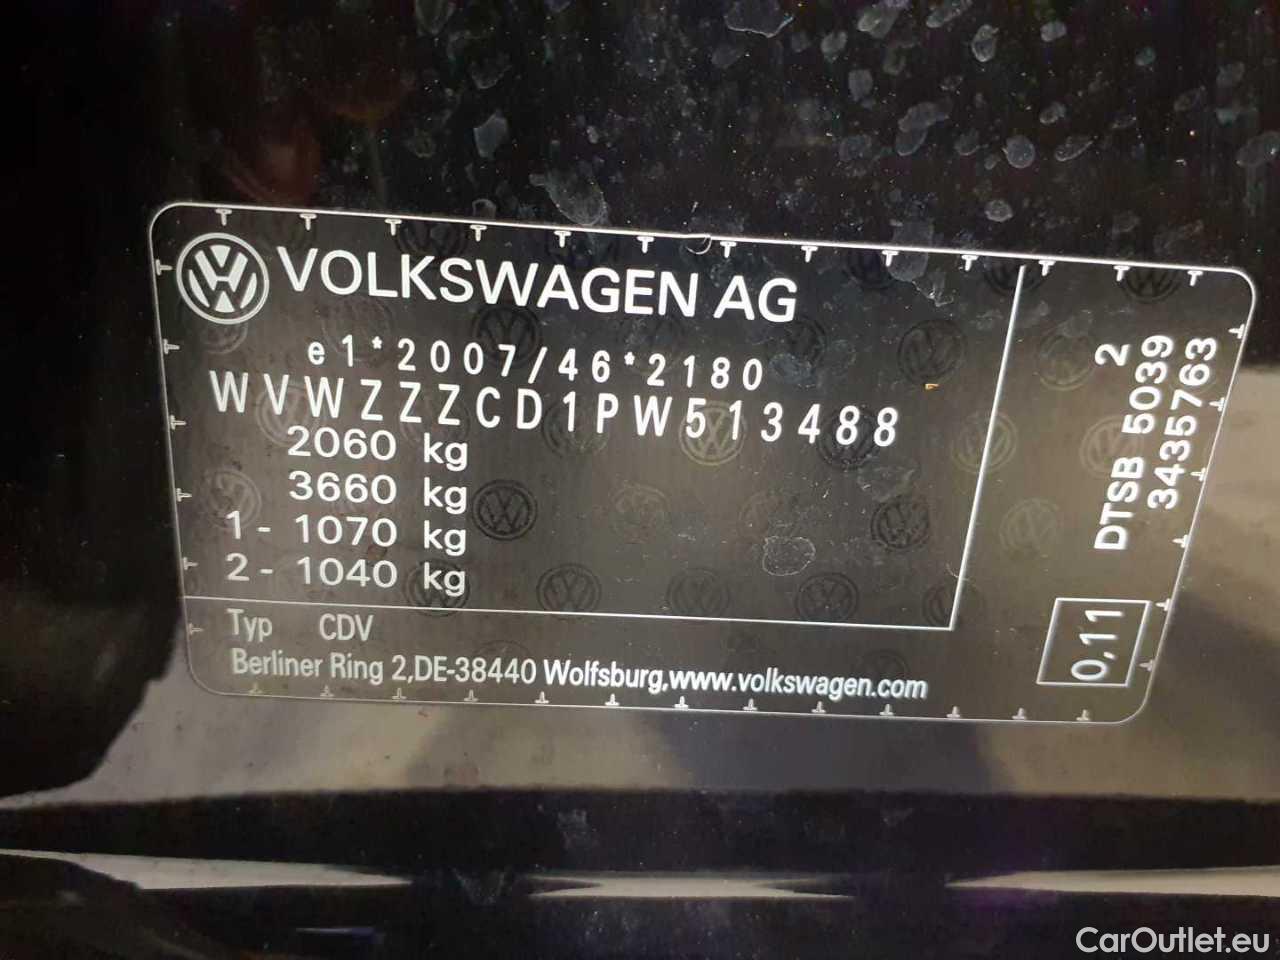 VOLKSWAGEN AG
e1*2007/46*2180
WVWZZZCD1PW513488
2060 kg
3660 kg
1 - 1070 kg
2 - 1040 kg
Typ CDV
Berliner Ring 2,DE-38440 Wolfsburg,www.volkswagen.com
2
DTSB 5039
3435763
0,11
CarOutlet.eu